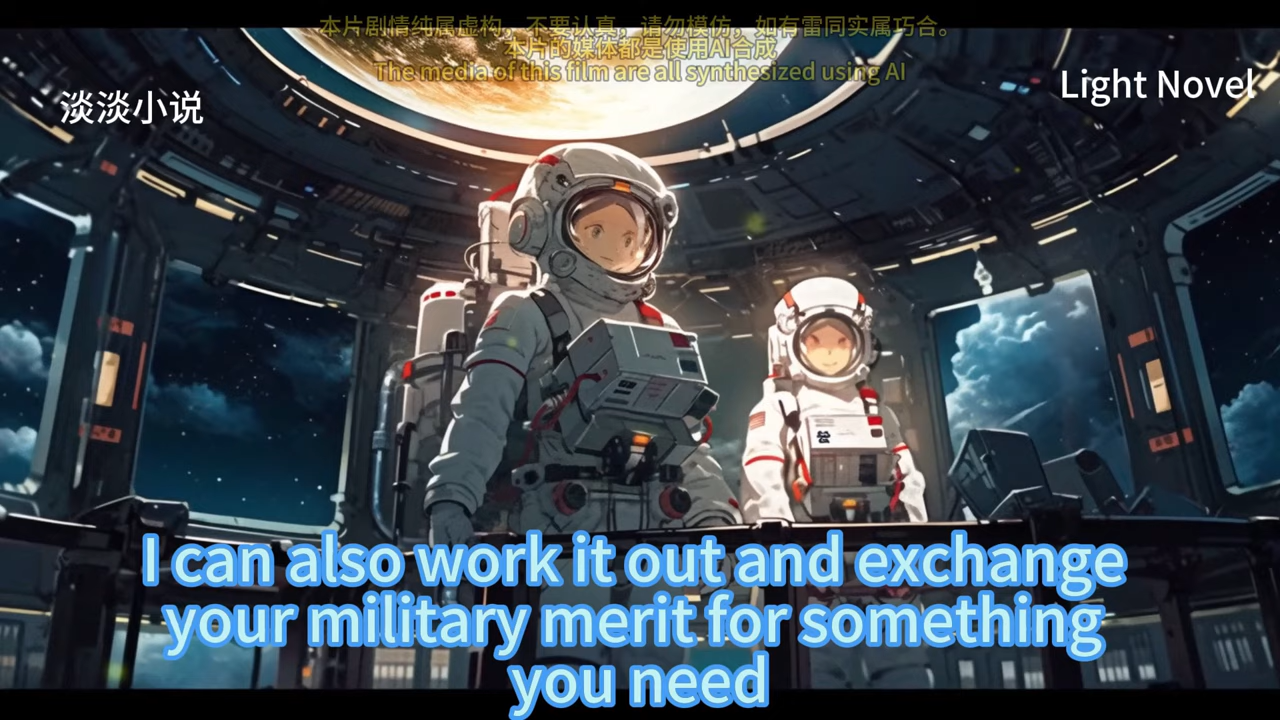 本片剧情纯属虚构，不要认真，请勿模仿，如有雷同实属巧合。
本片的媒体都是使用AI合成
The media of this film are all synthesized using AI
淡淡小说
Light Novel
I can also work it out and exchange
your military merit for something
you need